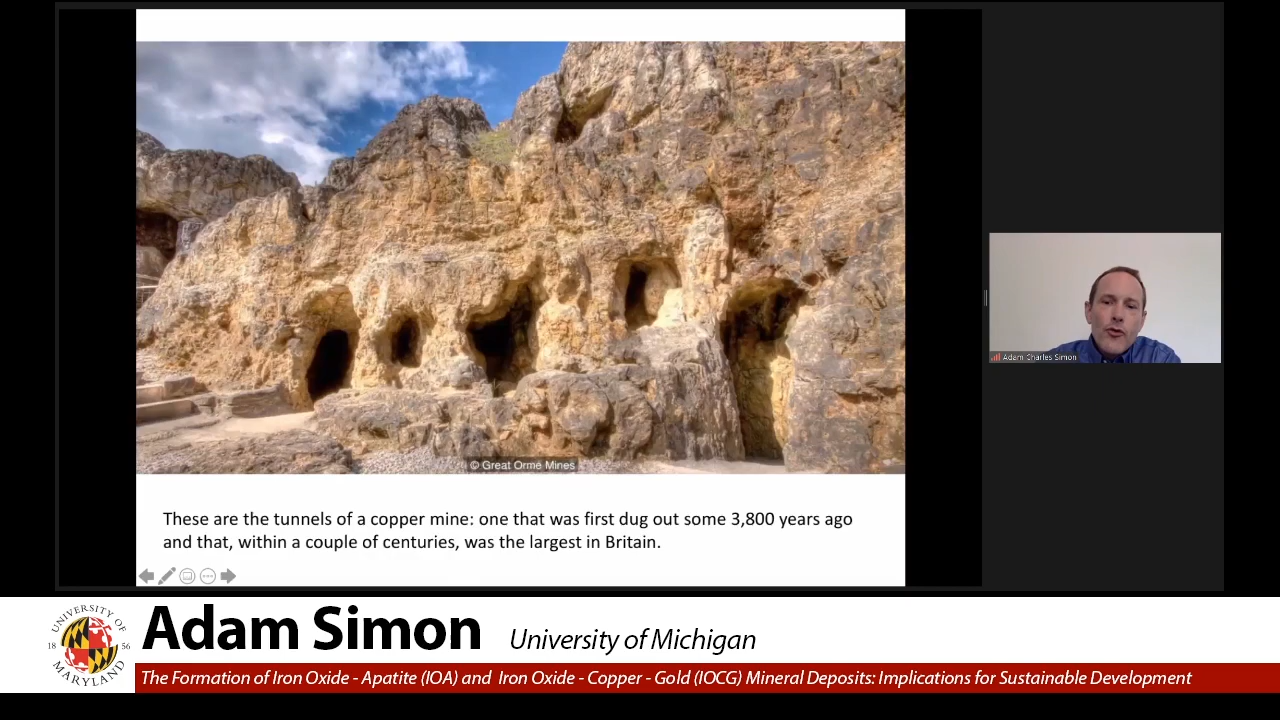 © Great Orme Mines
These are the tunnels of a copper mine: one that was first dug out some 3,800 years ago
and that, within a couple of centuries, was the largest in Britain.
Adam Charles Simon
UNIVERSITY OF
18 56
MARYLAND
Adam Simon University of Michigan
The Formation of Iron Oxide - Apatite (IOA) and Iron Oxide - Copper - Gold (IOCG) Mineral Deposits: Implications for Sustainable Development